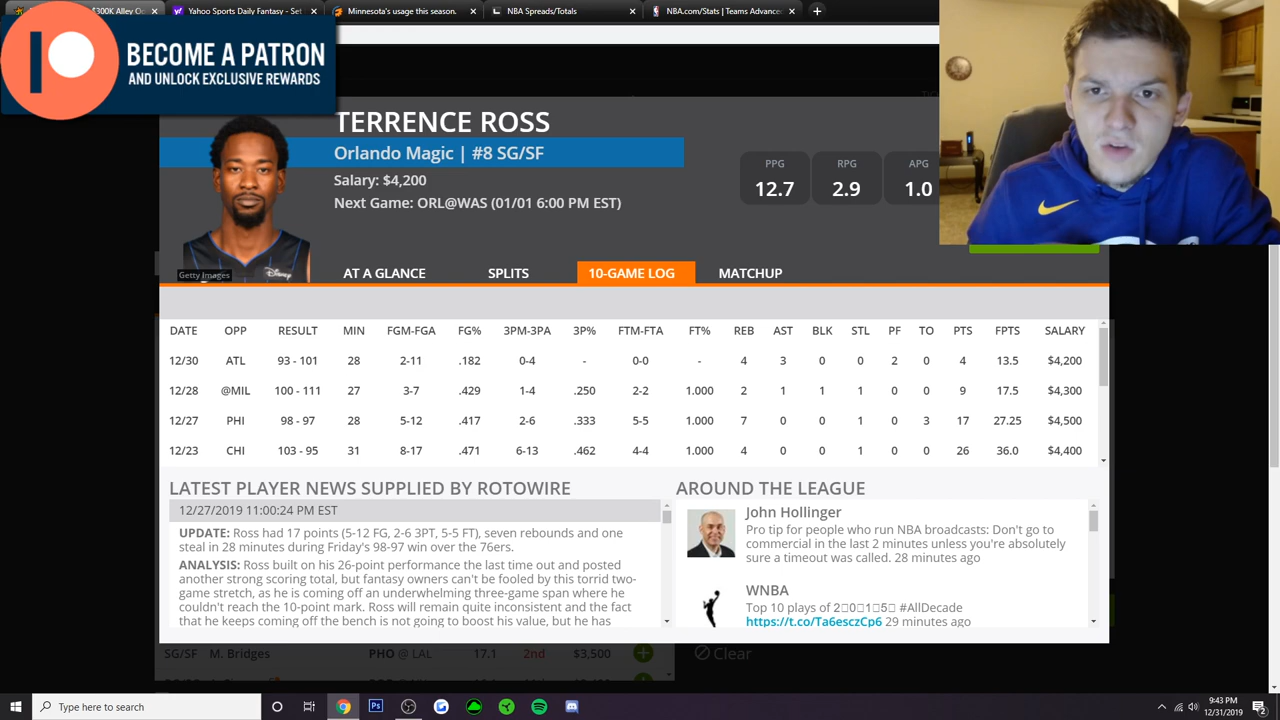 $300K Alley Oo
Yahoo Sports Daily Fantasy - Set
Minnesota's usage this season.
NBA Spreads/Totals
NBA.com/Stats | Teams Advance
BECOME A PATRON
AND UNLOCK EXCLUSIVE REWARDS
TERRENCE ROSS
Orlando Magic | #8 SG/SF
Salary: $4,200
Next Game: ORL@WAS (01/01 6:00 PM EST)
PPG RPG APG
12.7 2.9 1.0
Getty Images
Disney
AT A GLANCE SPLITS 10-GAME LOG MATCHUP
DATE OPP RESULT MIN FGM-FGA FG% 3PM-3PA 3P% FTM-FTA FT% REB AST BLK STL PF TO PTS FPTS SALARY
12/30 ATL 93 - 101 28 2-11 .182 0-4 - 0-0 - 4 3 0 0 2 0 4 13.5 $4,200
12/28 @MIL 100 - 111 27 3-7 .429 1-4 .250 2-2 1.000 2 1 1 1 0 0 9 17.5 $4,300
12/27 PHI 98 - 97 28 5-12 .417 2-6 .333 5-5 1.000 7 0 0 1 0 3 17 27.25 $4,500
12/23 CHI 103 - 95 31 8-17 .471 6-13 .462 4-4 1.000 4 0 0 1 0 0 26 36.0 $4,400
LATEST PLAYER NEWS SUPPLIED BY ROTOWIRE
12/27/2019 11:00:24 PM EST
UPDATE: Ross had 17 points (5-12 FG, 2-6 3PT, 5-5 FT), seven rebounds and one
steal in 28 minutes during Friday's 98-97 win over the 76ers.
ANALYSIS: Ross built on his 26-point performance the last time out and posted
another strong scoring total, but fantasy owners can't be fooled by this torrid two-
game stretch, as he is coming off an underwhelming three-game span where he
couldn't reach the 10-point mark. Ross will remain quite inconsistent and the fact
that he keeps coming off the bench is not going to boost his value, but he has
AROUND THE LEAGUE
John Hollinger
Pro tip for people who run NBA broadcasts: Don't go to
commercial in the last 2 minutes unless you're absolutely
sure a timeout was called. 28 minutes ago
WNBA
Top 10 plays of 2□0□1□5□ #AllDecade
https://t.co/Ta6esczCp6 29 minutes ago
SG/SF M. Bridges PHO @ LAL 17.1 2nd $3,500
Clear
Type here to search
9:43 PM
12/31/2019